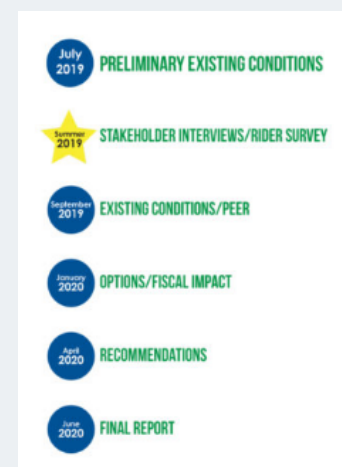 July
2019
PRELIMINARY EXISTING CONDITIONS
Summer
2019
STAKEHOLDER INTERVIEWS/RIDER SURVEY
September
2019
EXISTING CONDITIONS/PEER
January
2020
OPTIONS/FISCAL IMPACT
April
2020
RECOMMENDATIONS
June
2020
FINAL REPORT